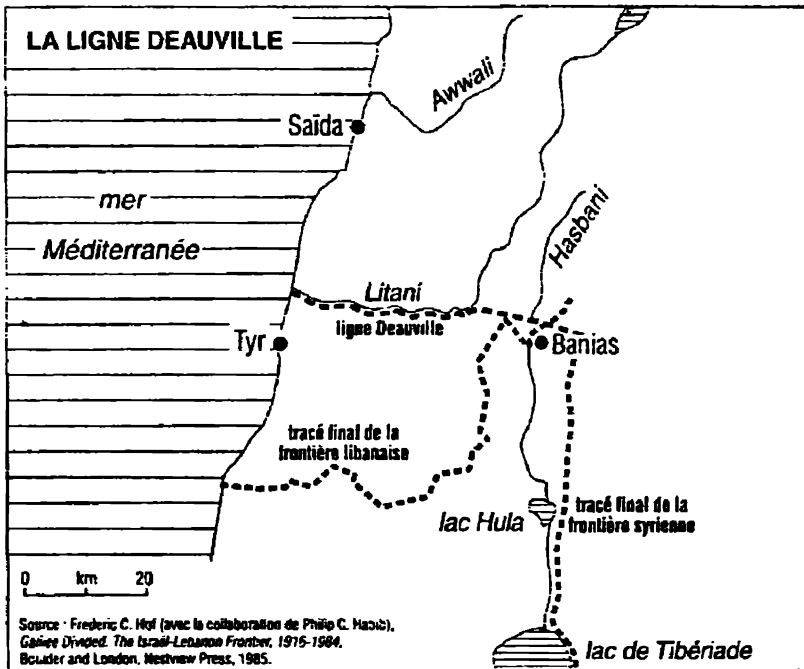 LA LIGNE DEAUVILLE
Awwali
Saïda
mer
Méditerranée
Hasbani
Litani
ligne Deauville
Tyr
Banias
tracé final de la
frontière libanaise
lac Hula
tracé final de la
frontière syrienne
0 km 20
Source : Frederic C. Hof (avec la collaboration de Philip C. Habib),
Galilee Divided. The Israel-Lebanon Frontier, 1916-1984,
Boulder and London, Westview Press, 1985.
lac de Tibériade